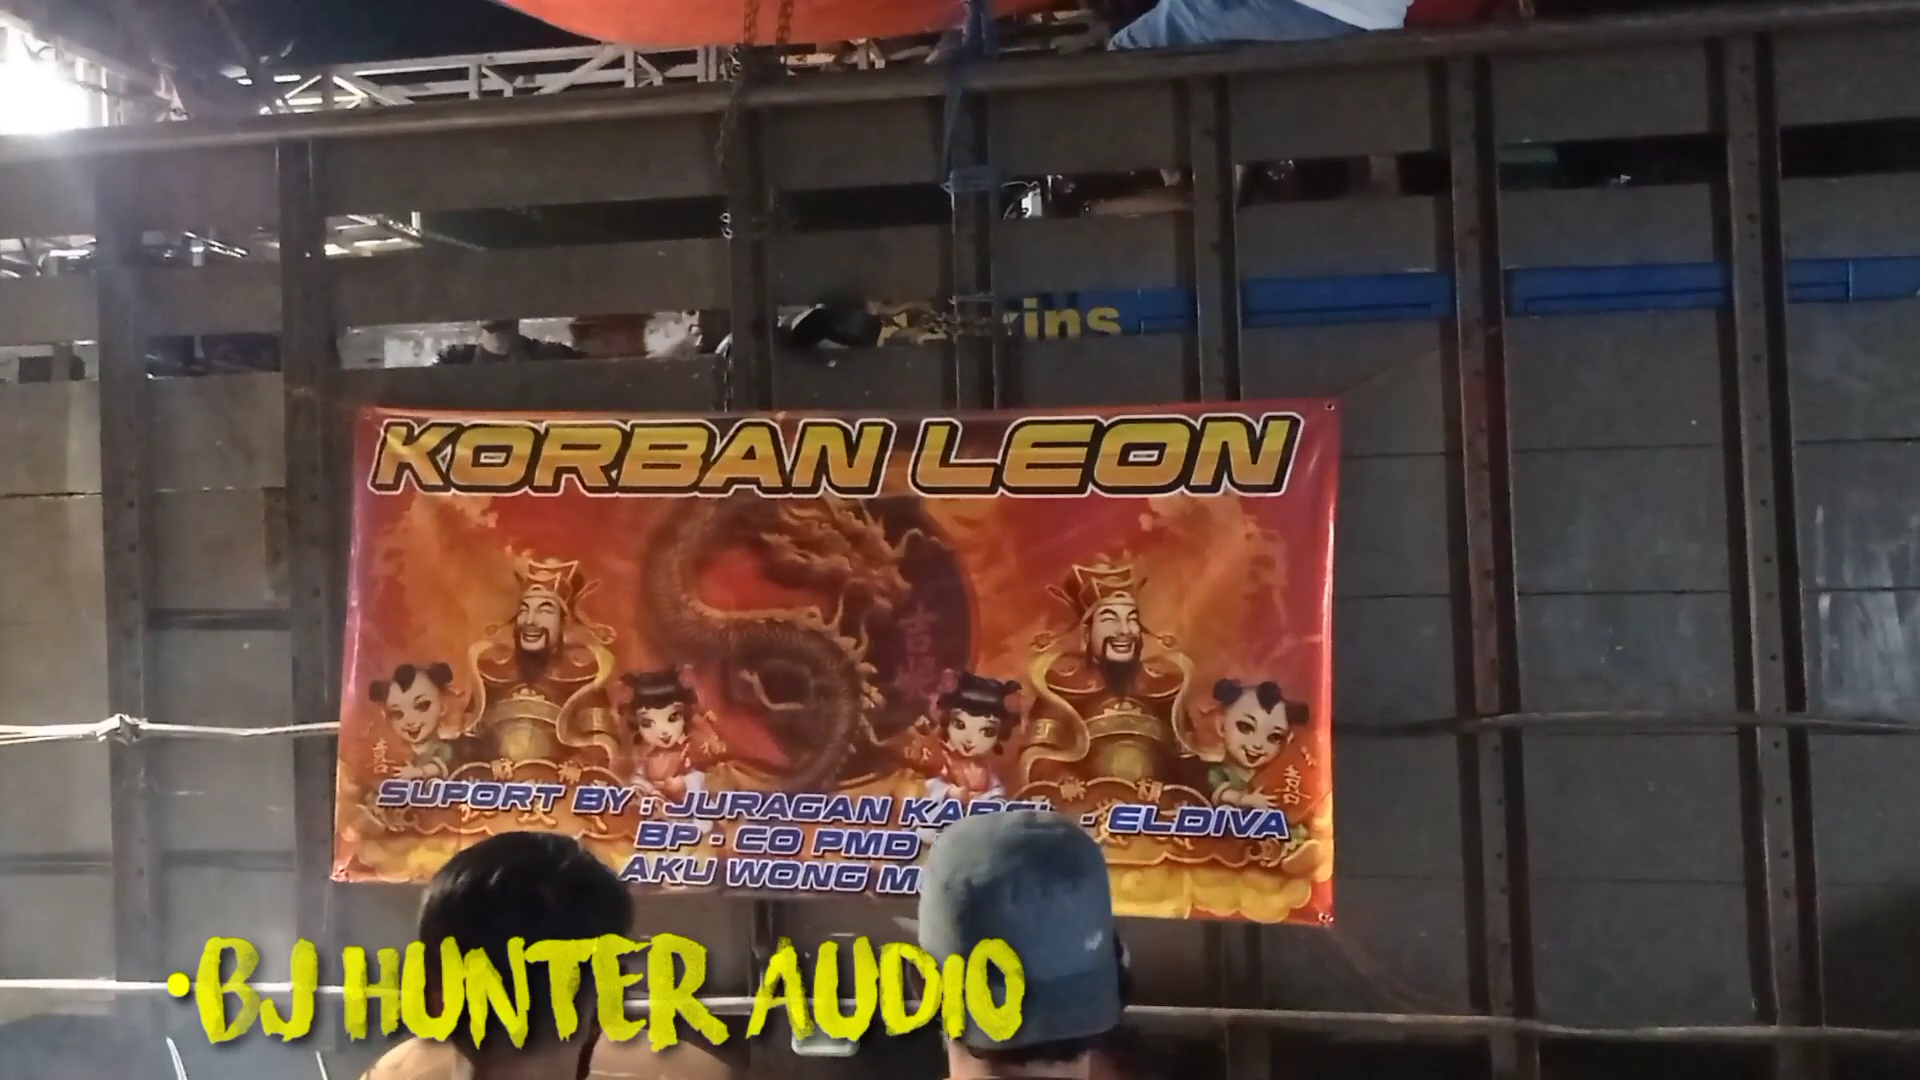 KORBAN LEON
SUPORT BY : JURAGAN - ELDIVA
BP - CO PMD
AKU WONG
• BJ HUNTER AUDIO